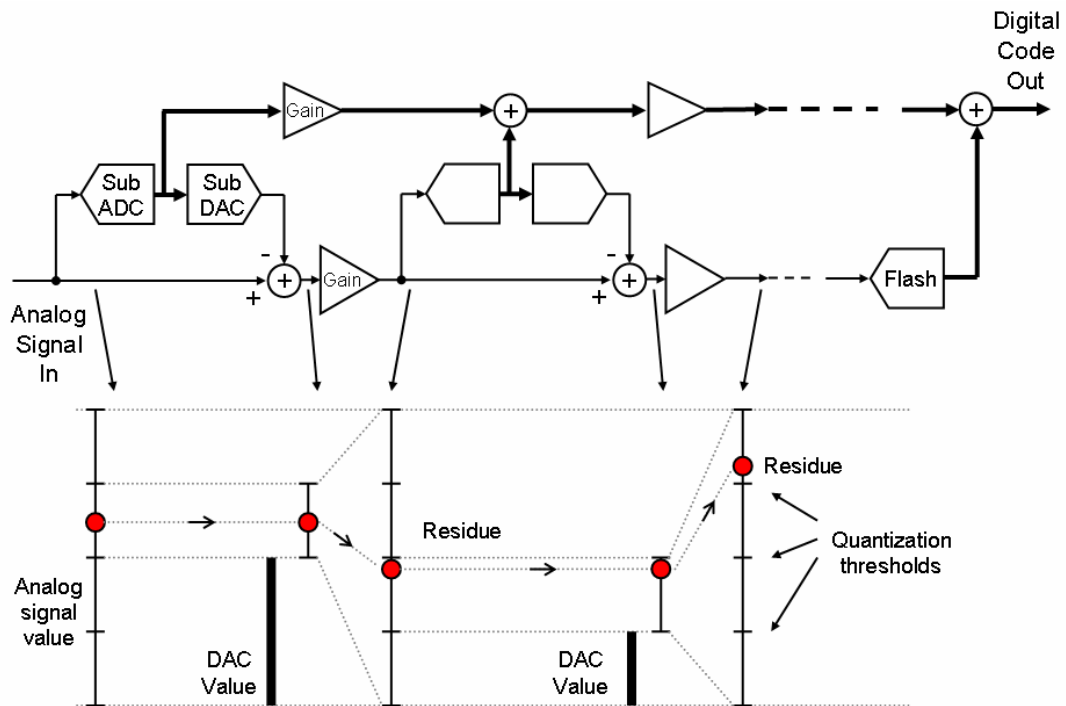 Digital
Code
Out
Gain
+
Sub
ADC
Sub
DAC
-
+
+
Gain
-
+
+
Flash
+
Analog
Signal
In
Residue
Residue
Quantization
thresholds
Analog
signal
value
DAC
Value
DAC
Value